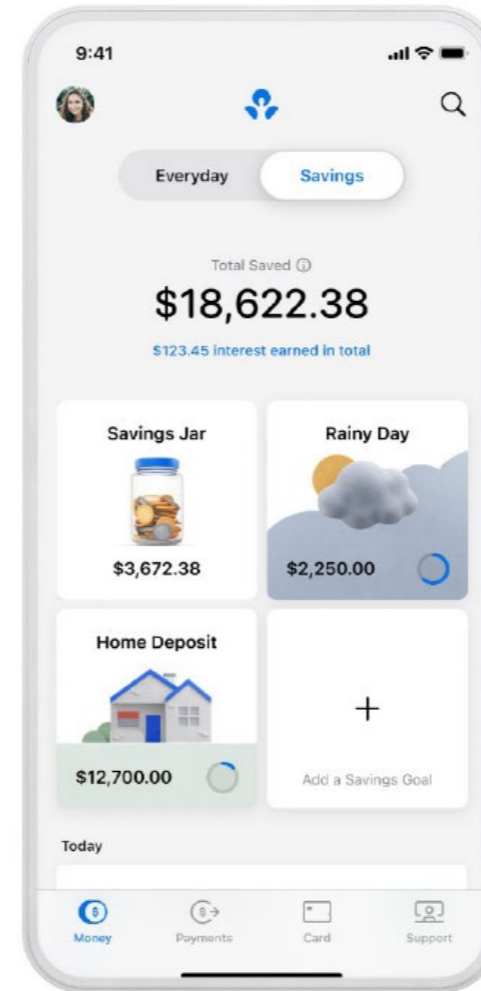 9:41
Everyday
Savings
Total Saved
$18,622.38
$123.45 interest earned in total
Savings Jar
Rainy Day
$3,672.38
$2,250.00
Home Deposit
$12,700.00
+
Add a Savings Goal
Today
$
$
Money
Payments
Card
Support